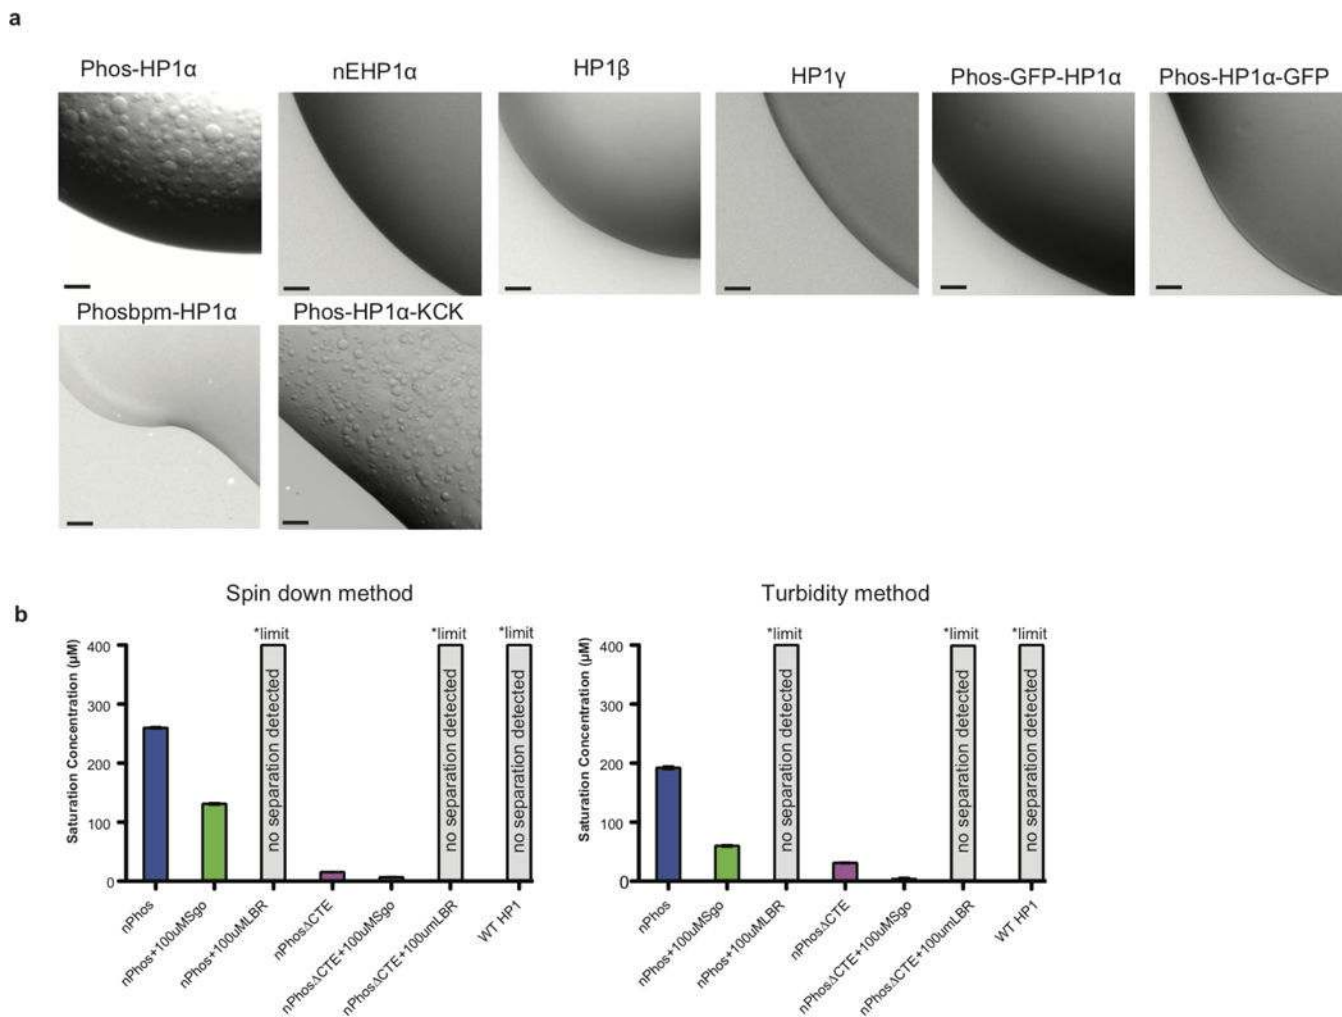 a
Phos-HP1α
nEHP1α
HP1β
HP1γ
Phos-GFP-HP1α
Phos-HP1α-GFP
Phosbpm-HP1α
Phos-HP1α-KCK
b
Spin down method
Saturation Concentration (µM)
400
300
200
100
0
*limit
*limit
*limit
no separation detected
no separation detected
no separation detected
nPhos
nPhos+100uMSgo
nPhos+100uMLBR
nPhosΔCTE
nPhosΔCTE+100uMSgo
nPhosΔCTE+100umLBR
WT HP1
Turbidity method
Saturation Concentration (µM)
400
300
200
100
0
*limit
*limit
*limit
no separation detected
no separation detected
no separation detected
nPhos
nPhos+100uMSgo
nPhos+100uMLBR
nPhosΔCTE
nPhosΔCTE+100uMSgo
nPhosΔCTE+100umLBR
WT HP1